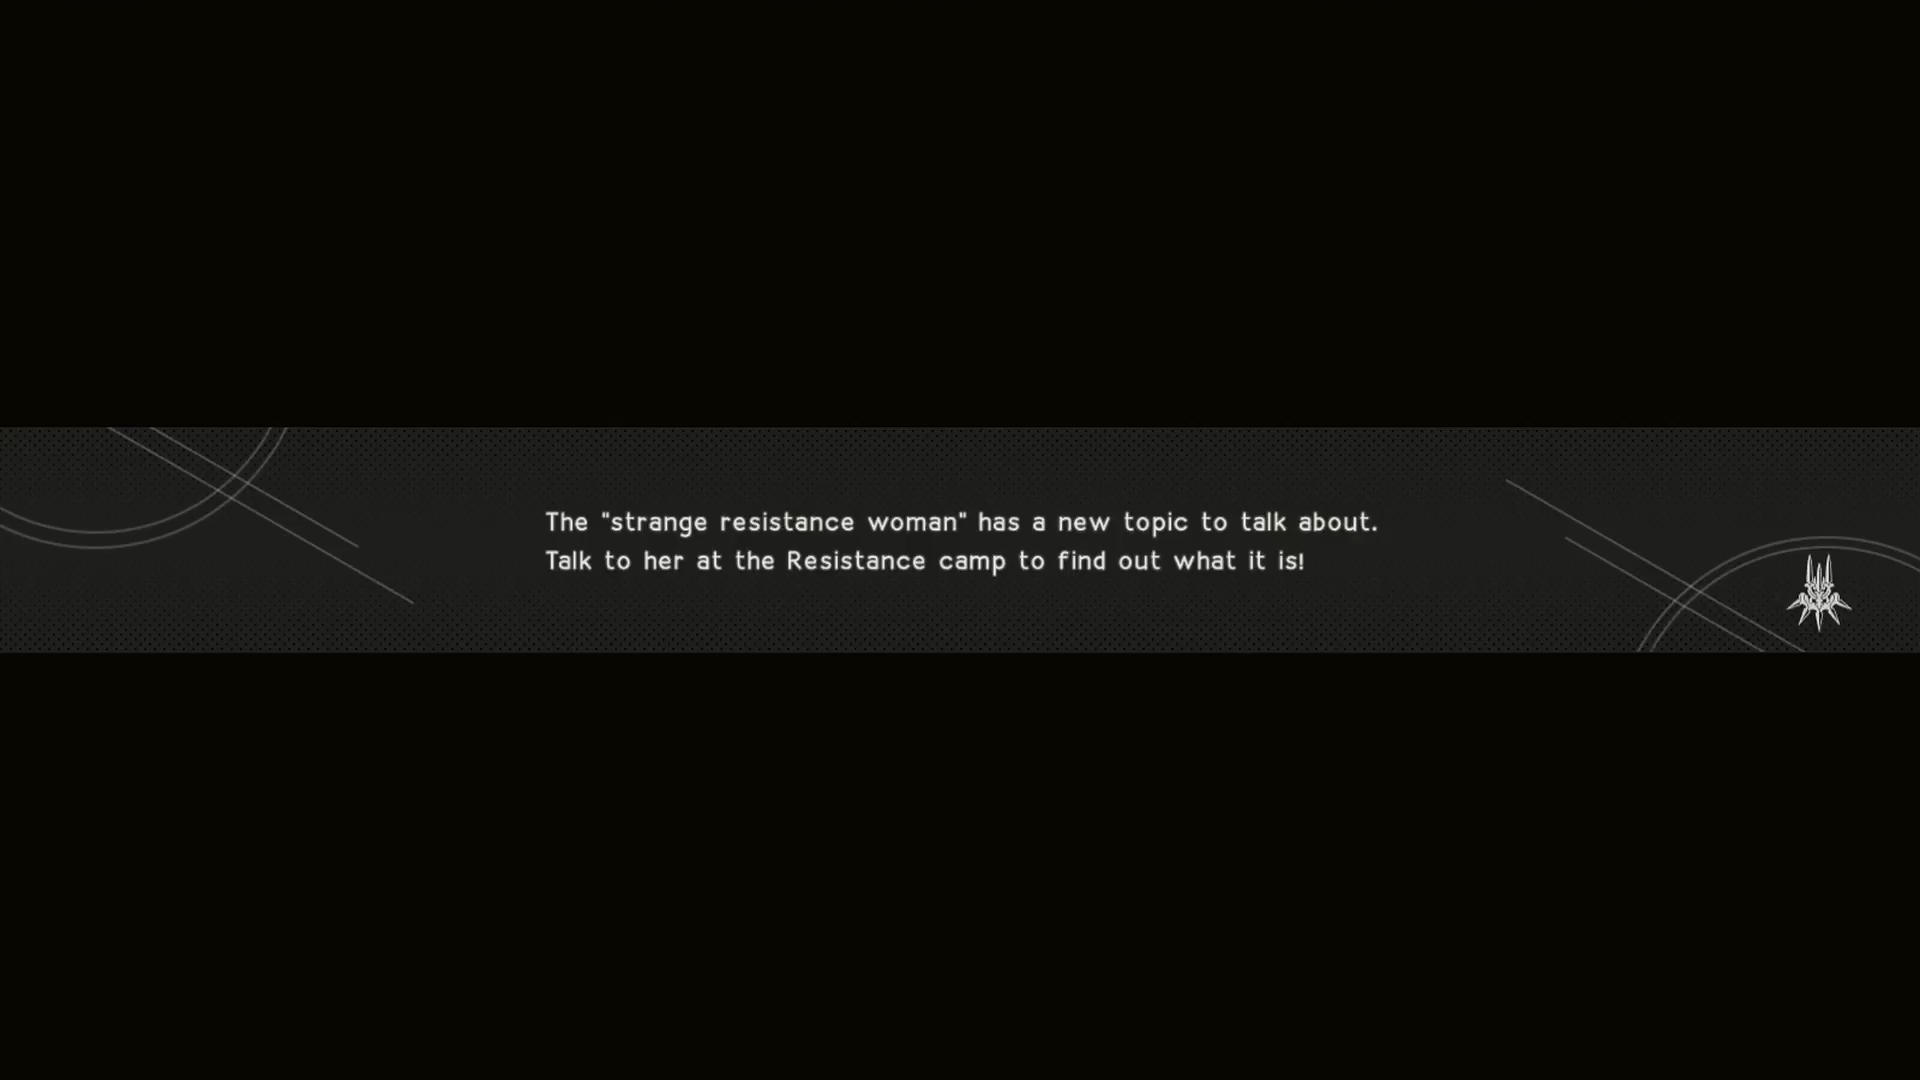 The "strange resistance woman" has a new topic to talk about.
Talk to her at the Resistance camp to find out what it is!